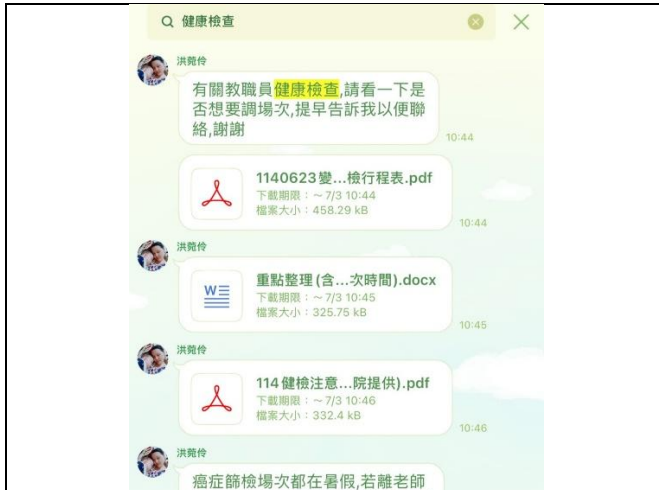 健康檢查
洪菀伶
有關教職員健康檢查,請看一下是
否想要調場次,提早告訴我以便聯
絡,謝謝
10:44
1140623變...檢行程表.pdf
下載期限：~ 7/3 10:44
檔案大小：458.29 kB
10:44
洪菀伶
重點整理(含...次時間).docx
下載期限：~ 7/3 10:45
檔案大小：325.75 kB
10:45
洪菀伶
114健檢注意...院提供).pdf
下載期限：~ 7/3 10:46
檔案大小：332.4 kB
10:46
洪菀伶
癌症篩檢場次都在暑假,若離老師